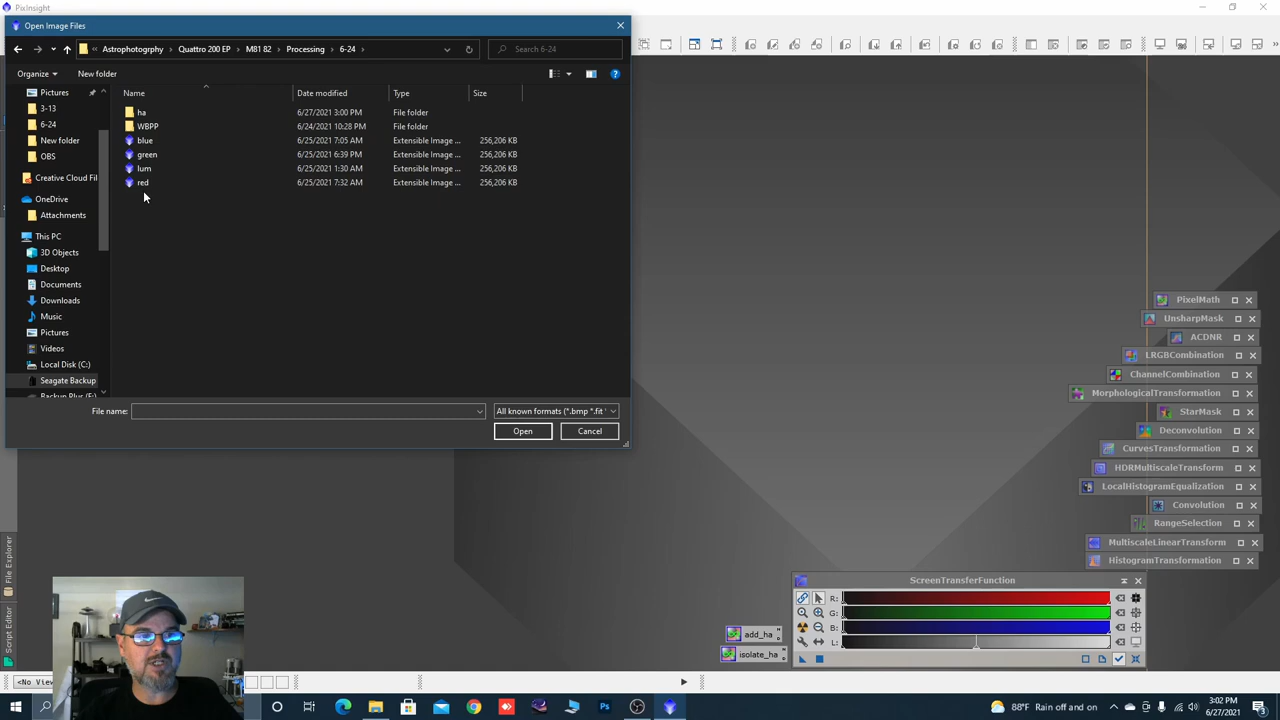 PixInsight
Open Image Files
Astrophotogrphy > Quattro 200 EP > M81 82 > Processing > 6-24 >
Search 6-24
Organize
New folder
Name
Date modified
Type
Size
Pictures
3-13
6-24
New folder
OBS
Creative Cloud Fil
OneDrive
Attachments
This PC
3D Objects
Desktop
Documents
Downloads
Music
Pictures
Videos
Local Disk (C:)
Seagate Backup
ha 6/27/2021 3:00 PM File folder
WBPP 6/24/2021 10:28 PM File folder
blue 6/25/2021 7:05 AM Extensible Image ... 256,206 KB
green 6/25/2021 6:39 PM Extensible Image ... 256,206 KB
lum 6/25/2021 1:30 AM Extensible Image ... 256,206 KB
red 6/25/2021 7:32 AM Extensible Image ... 256,206 KB
File name:
All known formats (*.bmp *.fit
Open
Cancel
PixelMath
UnsharpMask
ACDNR
LRGBCombination
ChannelCombination
MorphologicalTransformation
StarMask
Deconvolution
CurvesTransformation
HDRMultiscaleTransform
LocalHistogramEqualization
Convolution
RangeSelection
MultiscaleLinearTransform
HistogramTransformation
ScreenTransferFunction
R:
G:
B:
L:
add_ha
isolate_ha
File Explorer
Script Editor
<No View
88°F Rain off and on
3:02 PM
6/27/2021